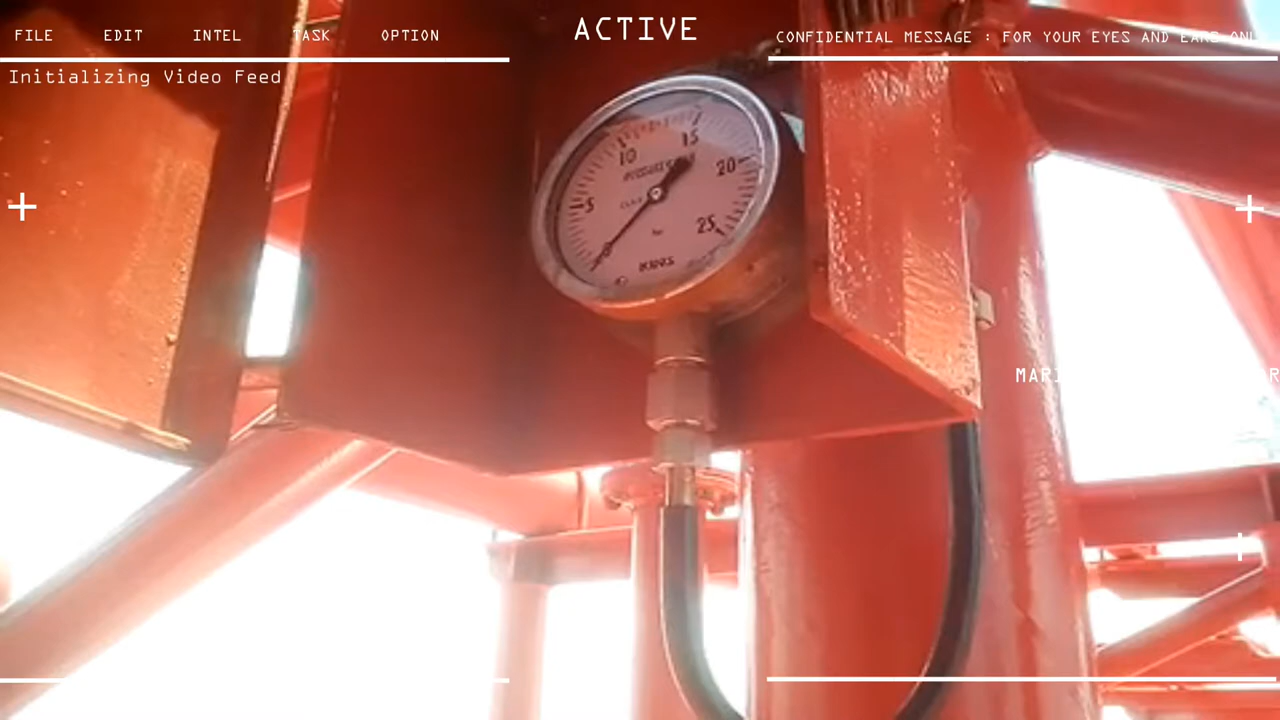 FILE EDIT INTEL TASK OPTION
ACTIVE
CONFIDENTIAL MESSAGE : FOR YOUR EYES AND EARS ONLY
Initializing Video Feed
5
10
15
20
25
bar